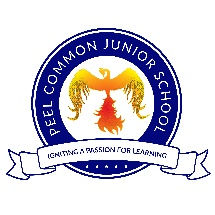 PEEL COMMON JUNIOR SCHOOL
IGNITING A PASSION FOR LEARNING